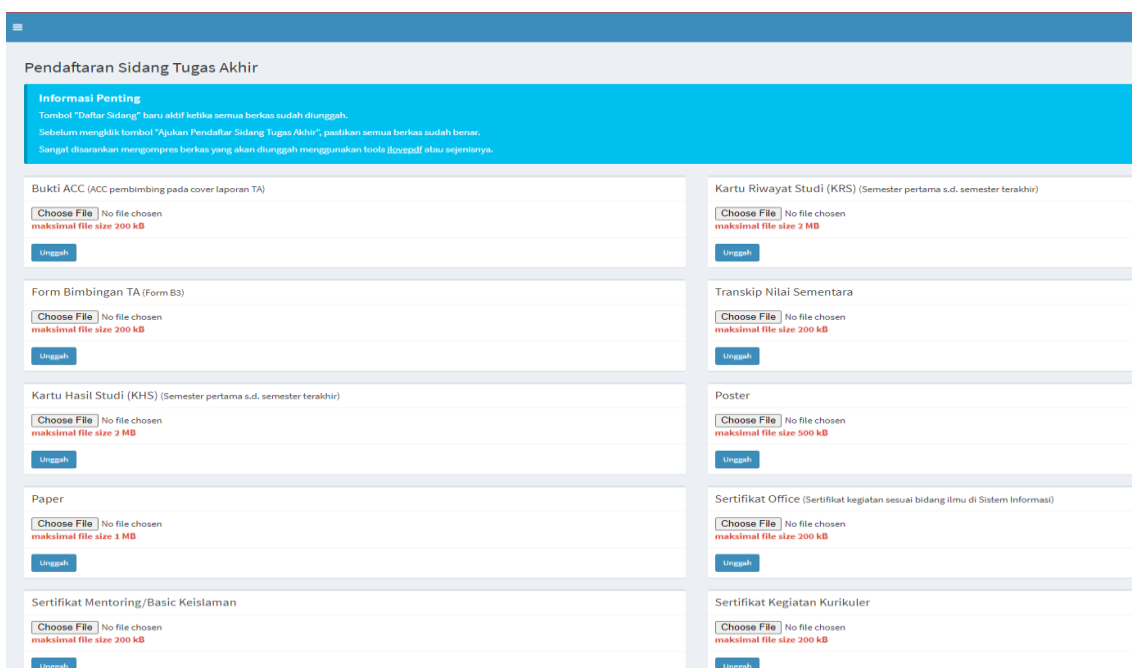 Pendaftaran Sidang Tugas Akhir
Informasi Penting
Tombol "Daftar Sidang" baru aktif ketika semua berkas sudah diunggah.
Sebelum mengklik tombol "Ajukan Pendaftar Sidang Tugas Akhir", pastikan semua berkas sudah benar.
Sangat disarankan mengompres berkas yang akan diunggah menggunakan tools ilovepdf atau sejenisnya.
Bukti ACC (ACC pembimbing pada cover laporan TA)
Choose File No file chosen
maksimal file size 200 kB
Unggah
Kartu Riwayat Studi (KRS) (Semester pertama s.d. semester terakhir)
Choose File No file chosen
maksimal file size 2 MB
Unggah
Form Bimbingan TA (Form B3)
Choose File No file chosen
maksimal file size 200 kB
Unggah
Transkip Nilai Sementara
Choose File No file chosen
maksimal file size 200 kB
Unggah
Kartu Hasil Studi (KHS) (Semester pertama s.d. semester terakhir)
Choose File No file chosen
maksimal file size 2 MB
Unggah
Poster
Choose File No file chosen
maksimal file size 500 kB
Unggah
Paper
Choose File No file chosen
maksimal file size 1 MB
Unggah
Sertifikat Office (Sertifikat kegiatan sesuai bidang ilmu di Sistem Informasi)
Choose File No file chosen
maksimal file size 200 kB
Unggah
Sertifikat Mentoring/Basic Keislaman
Choose File No file chosen
maksimal file size 200 kB
Unggah
Sertifikat Kegiatan Kurikuler
Choose File No file chosen
maksimal file size 200 kB
Unggah